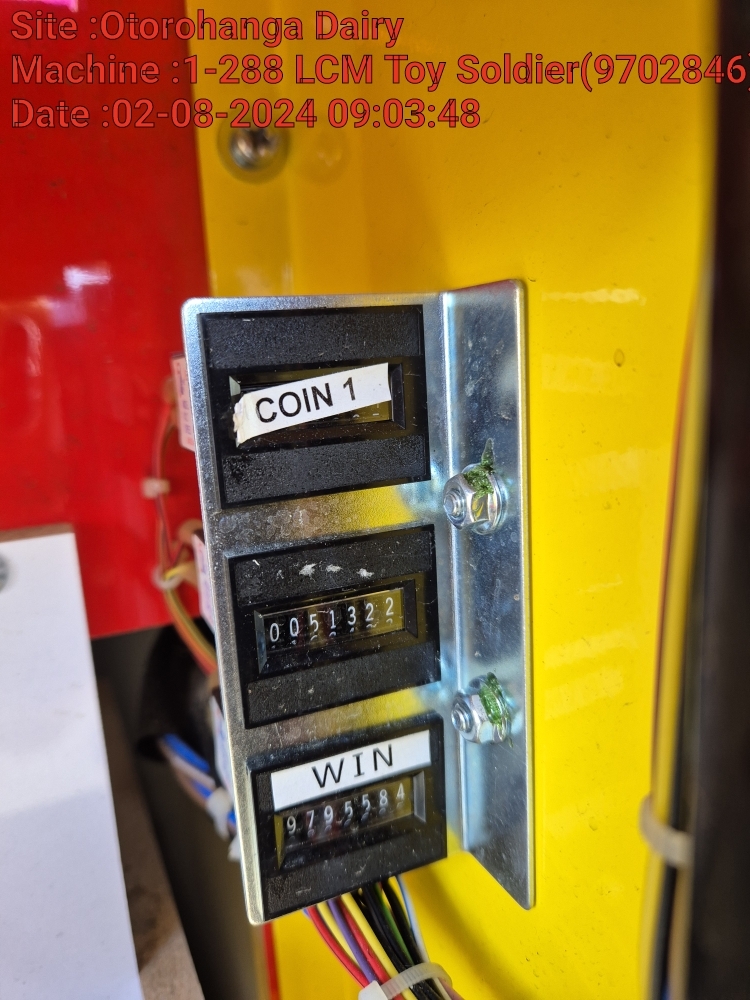 Site :Otorohanga Dairy
Machine :1-288 LCM Toy Soldier(9702846)
Date :02-08-2024 09:03:48
COIN 1
0051322
WIN
9795584